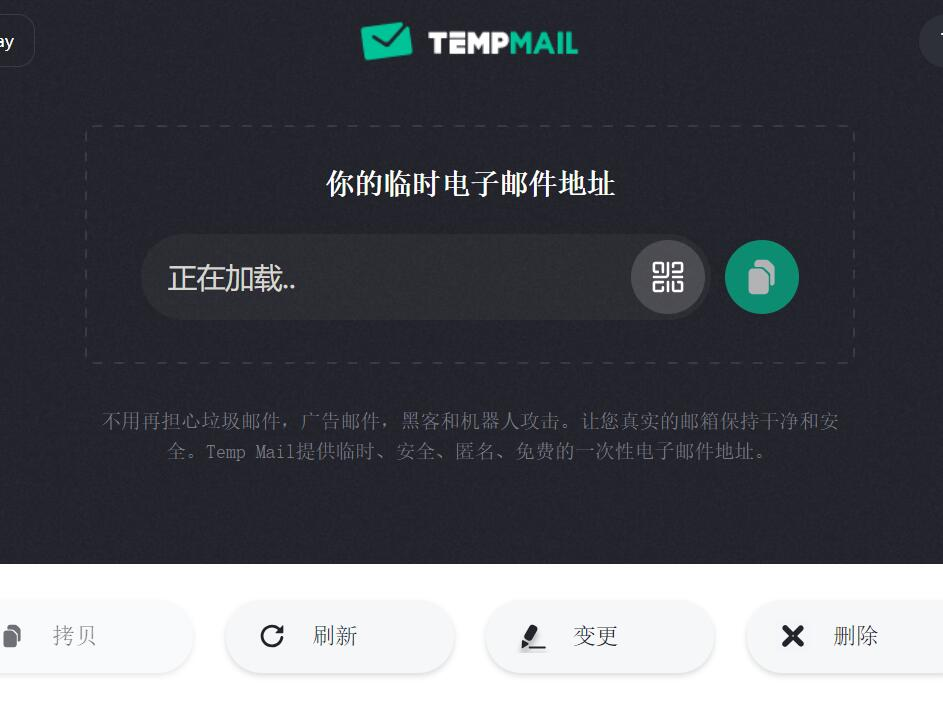 ay
TEMPMAIL
你的临时电子邮件地址
正在加载..
不用再担心垃圾邮件，广告邮件，黑客和机器人攻击。让您真实的邮箱保持干净和安
全。Temp Mail提供临时、安全、匿名、免费的一次性电子邮件地址。
拷贝
刷新
变更
删除